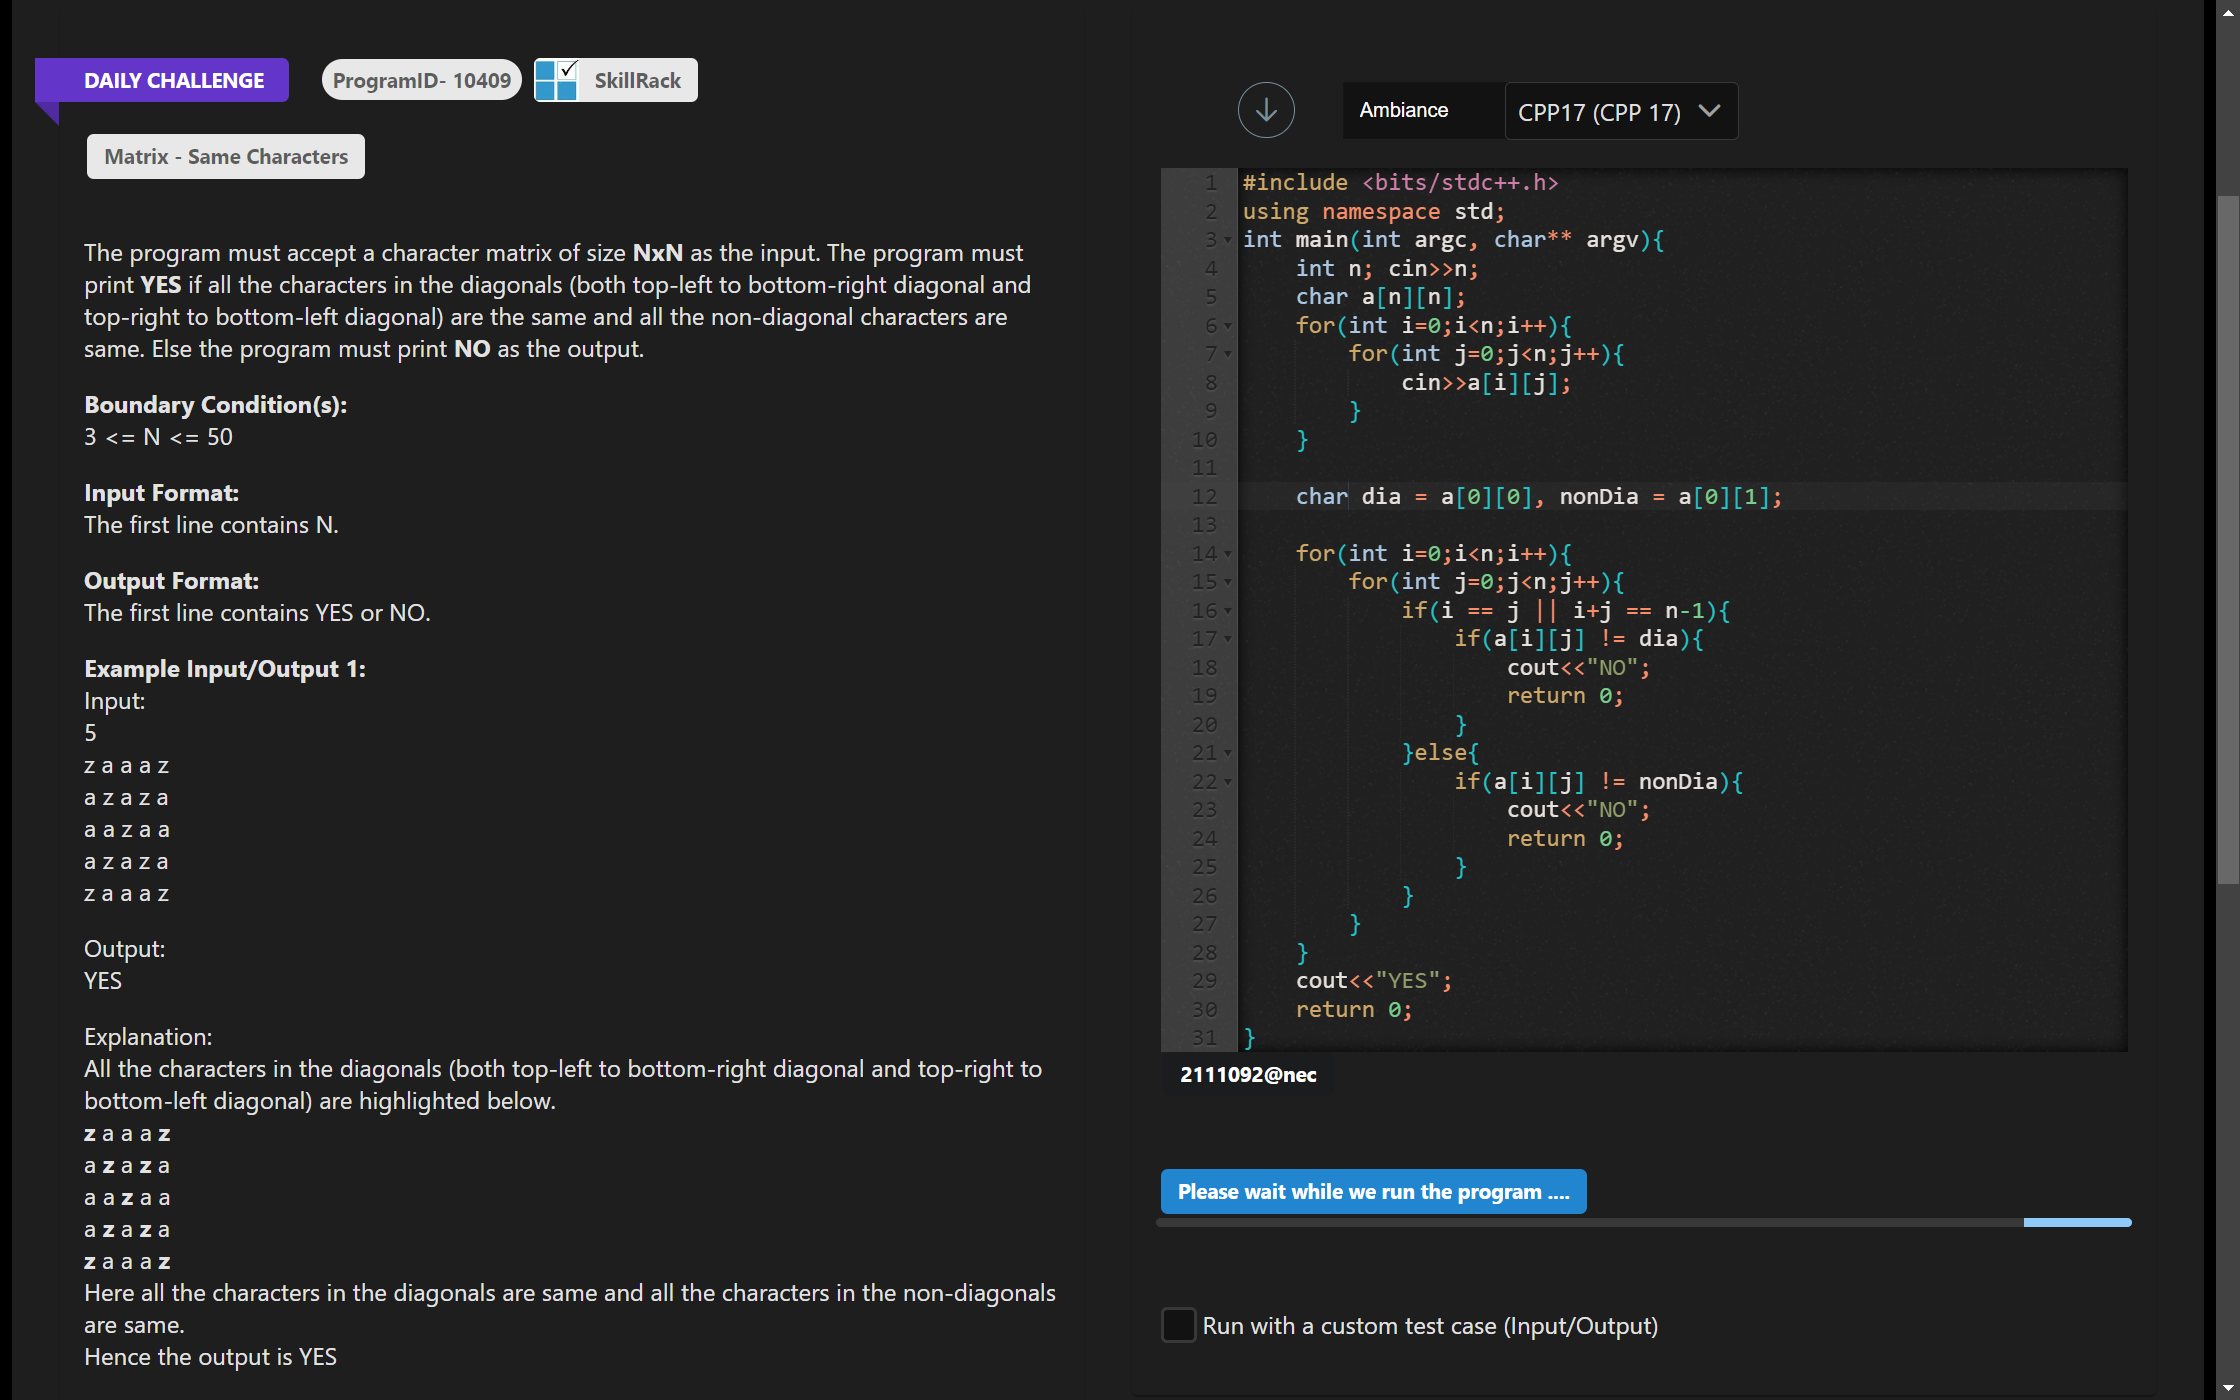 DAILY CHALLENGE
ProgramID- 10409
SkillRack
Matrix - Same Characters
The program must accept a character matrix of size NxN as the input. The program must
print YES if all the characters in the diagonals (both top-left to bottom-right diagonal and
top-right to bottom-left diagonal) are the same and all the non-diagonal characters are
same. Else the program must print NO as the output.
Boundary Condition(s):
3 <= N <= 50
Input Format:
The first line contains N.
Output Format:
The first line contains YES or NO.
Example Input/Output 1:
Input:
5
z a a a z
a z a z a
a a z a a
a z a z a
z a a a z
Output:
YES
Explanation:
All the characters in the diagonals (both top-left to bottom-right diagonal and top-right to
bottom-left diagonal) are highlighted below.
z a a a z
a z a z a
a a z a a
a z a z a
z a a a z
Here all the characters in the diagonals are same and all the characters in the non-diagonals
are same.
Hence the output is YES
Ambiance
CPP17 (CPP 17)
1 #include <bits/stdc++.h>
2 using namespace std;
3 int main(int argc, char** argv){
4     int n; cin>>n;
5     char a[n][n];
6     for(int i=0;i<n;i++){
7         for(int j=0;j<n;j++){
8             cin>>a[i][j];
9         }
10     }
11
12     char dia = a[0][0], nonDia = a[0][1];
13
14     for(int i=0;i<n;i++){
15         for(int j=0;j<n;j++){
16             if(i == j || i+j == n-1){
17                 if(a[i][j] != dia){
18                     cout<<"NO";
19                     return 0;
20                 }
21             }else{
22                 if(a[i][j] != nonDia){
23                     cout<<"NO";
24                     return 0;
25                 }
26             }
27         }
28     }
29     cout<<"YES";
30     return 0;
31 }
2111092@nec
Please wait while we run the program ....
Run with a custom test case (Input/Output)